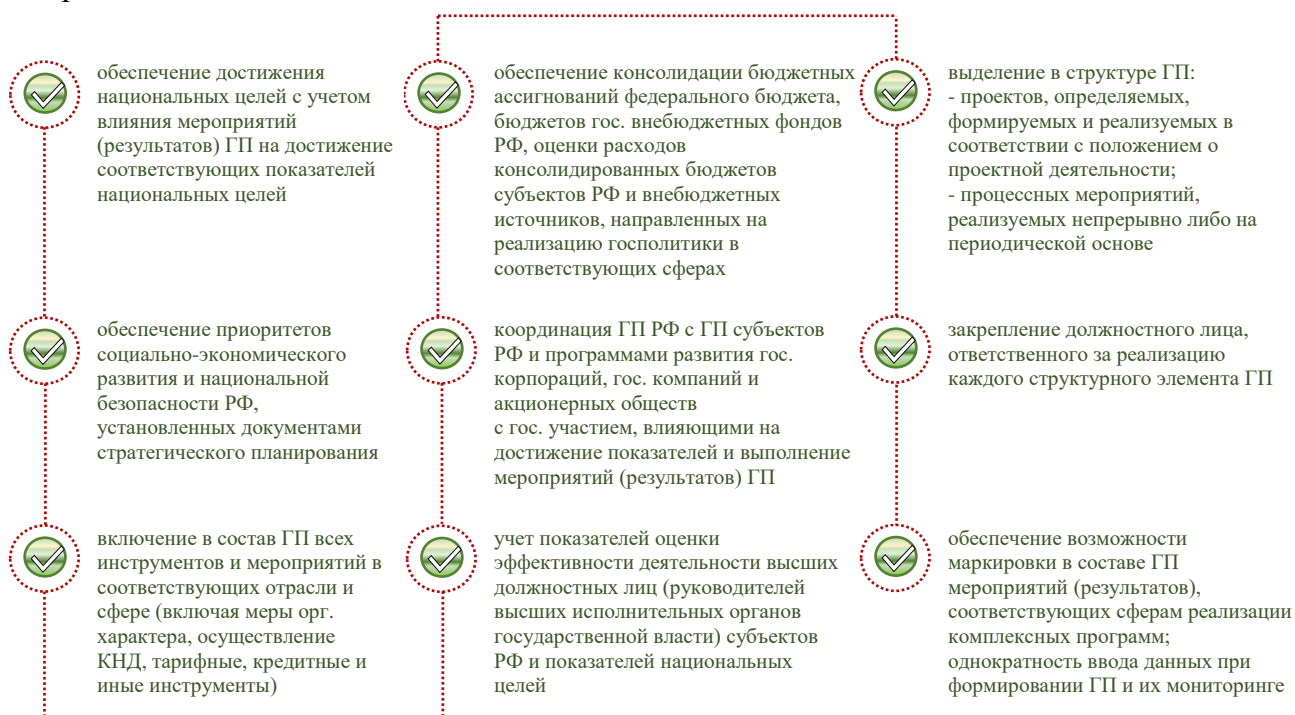 обеспечение достижения
национальных целей с учетом
влияния мероприятий
(результатов) ГП на достижение
соответствующих показателей
национальных целей
обеспечение приоритетов
социально-экономического
развития и национальной
безопасности РФ,
установленных документами
стратегического планирования
включение в состав ГП всех
инструментов и мероприятий в
соответствующих отрасли и
сфере (включая меры орг.
характера, осуществление
КНД, тарифные, кредитные и
иные инструменты)
обеспечение консолидации бюджетных
ассигнований федерального бюджета,
бюджетов гос. внебюджетных фондов
РФ, оценки расходов
консолидированных бюджетов
субъектов РФ и внебюджетных
источников, направленных на
реализацию госполитики в
соответствующих сферах
координация ГП РФ с ГП субъектов
РФ и программами развития гос.
корпораций, гос. компаний и
акционерных обществ
с гос. участием, влияющими на
достижение показателей и выполнение
мероприятий (результатов) ГП
учет показателей оценки
эффективности деятельности высших
должностных лиц (руководителей
высших исполнительных органов
государственной власти) субъектов
РФ и показателей национальных
целей
выделение в структуре ГП:
- проектов, определяемых,
формируемых и реализуемых в
соответствии с положением о
проектной деятельности;
- процессных мероприятий,
реализуемых непрерывно либо на
периодической основе
закрепление должностного лица,
ответственного за реализацию
каждого структурного элемента ГП
обеспечение возможности
маркировки в составе ГП
мероприятий (результатов),
соответствующих сферам реализации
комплексных программ;
однократность ввода данных при
формировании ГП и их мониторинге